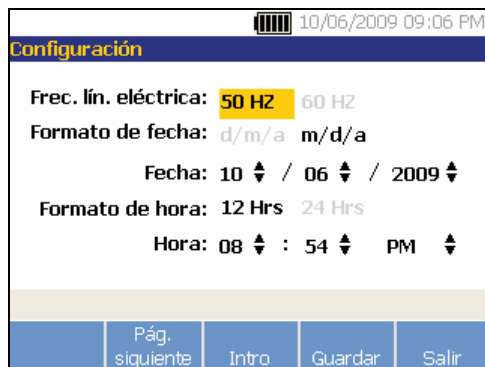 10/06/2009 09:06 PM
Configuración
Frec. lín. eléctrica: 50 HZ 60 HZ
Formato de fecha: d/m/a m/d/a
Fecha: 10 / 06 / 2009
Formato de hora: 12 Hrs 24 Hrs
Hora: 08 : 54 PM
Pág. siguiente Intro Guardar Salir